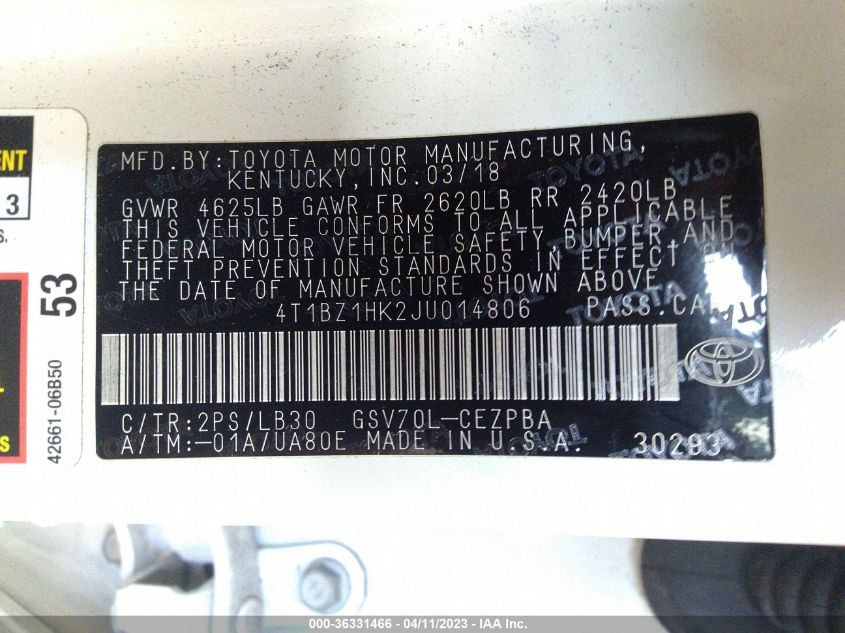 ENT
3
S.
53
42661-06B50
MFD.BY:TOYOTA MOTOR MANUFACTURING,
KENTUCKY,INC.03/18
GVWR 4625LB GAWR FR 2620LB RR 2420LB
THIS VEHICLE CONFORMS TO ALL APPLICABLE
FEDERAL MOTOR VEHICLE SAFETY,BUMPER,AND
THEFT PREVENTION STANDARDS IN EFFECT ON
THE DATE OF MANUFACTURE SHOWN ABOVE.
4T1BZ1HK2JU014806 PASS.CAR
C/TR:2PS/LB30 GSV70L-CEZPBA
A/TM:-01A/UA80E MADE IN U.S.A. 30293
TOYOTA
000-36331466 - 04/11/2023 - IAA Inc.